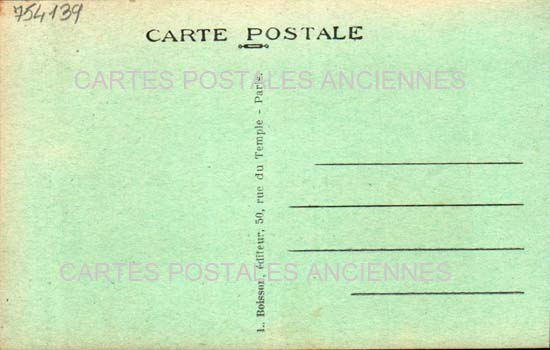 754139
CARTE POSTALE
CARTES POSTALES ANCIENNES
L. Boisson, éditeur, 50, rue du Temple - Paris.
CARTES POSTALES ANCIENNES